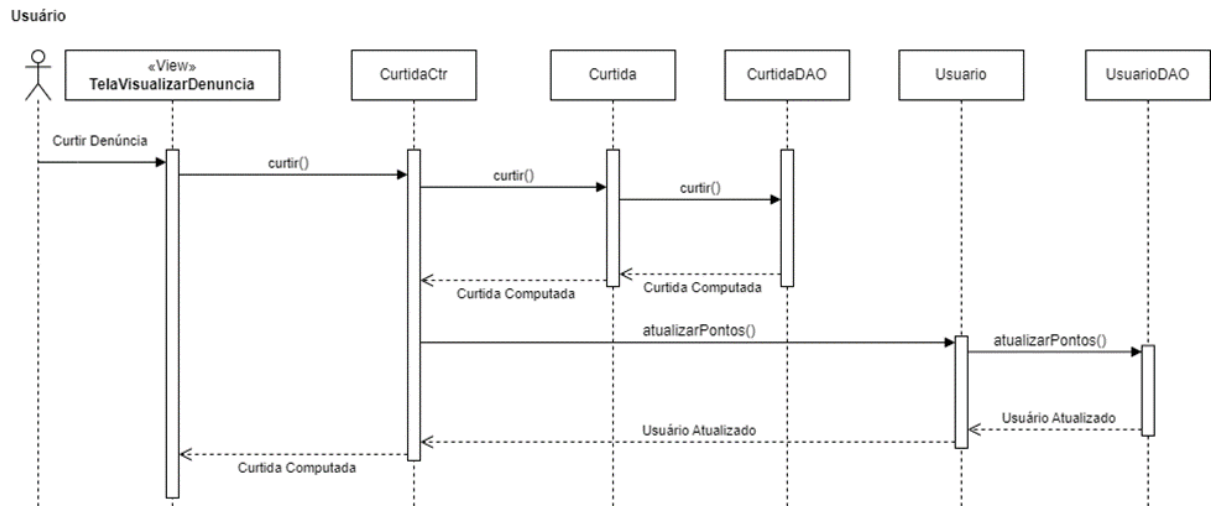 Usuário
«View»
TelaVisualizarDenuncia
CurtidaCtr
Curtida
CurtidaDAO
Usuario
UsuarioDAO
Curtir Denúncia
curtir()
curtir()
curtir()
Curtida Computada
Curtida Computada
atualizarPontos()
atualizarPontos()
Usuário Atualizado
Usuário Atualizado
Curtida Computada